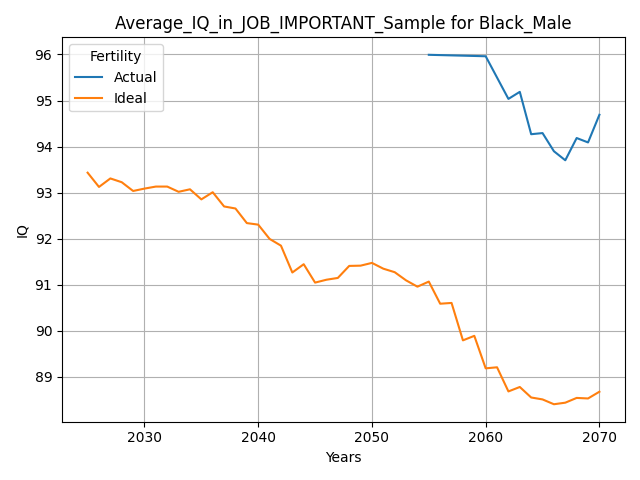 Average_IQ_in_JOB_IMPORTANT_Sample for Black_Male
Fertility
Actual
Ideal
96
95
94
93
92
91
90
89
IQ
2030 2040 2050 2060 2070
Years